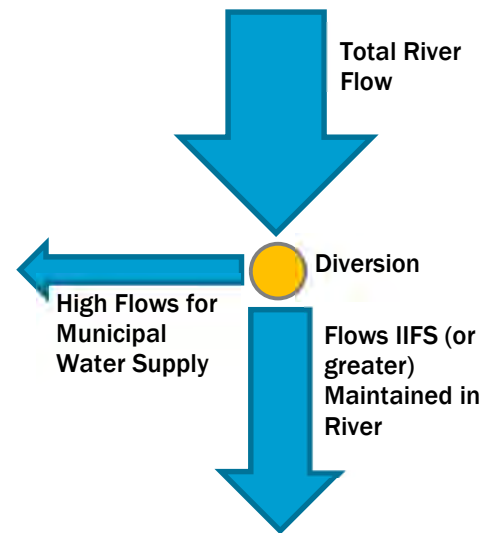 Total River
Flow
Diversion
High Flows for
Municipal
Water Supply
Flows IIFS (or
greater)
Maintained in
River